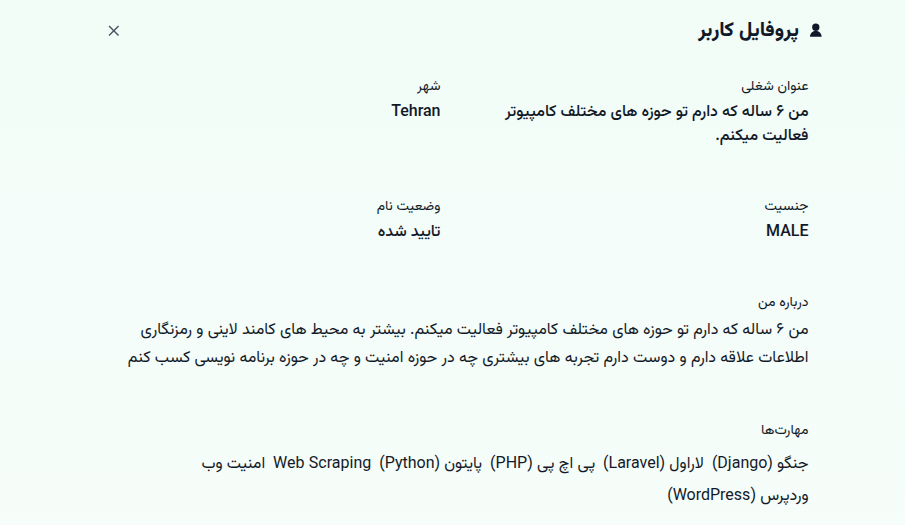 پروفایل کاربر
عنوان شغلی
من ۶ ساله که دارم تو حوزه های مختلف کامپیوتر
فعالیت میکنم.
شهر
Tehran
جنسیت
MALE
وضعیت نام
تایید شده
درباره من
من ۶ ساله که دارم تو حوزه های مختلف کامپیوتر فعالیت میکنم. بیشتر به محیط های کامند لاینی و رمزنگاری
اطلاعات علاقه دارم و دوست دارم تجربه های بیشتری چه در حوزه امنیت و چه در حوزه برنامه نویسی کسب کنم
مهارت‌ها
جنگو (Django) لاراول (Laravel) پی اچ پی (PHP) پایتون (Python) Web Scraping امنیت وب
وردپرس (WordPress)